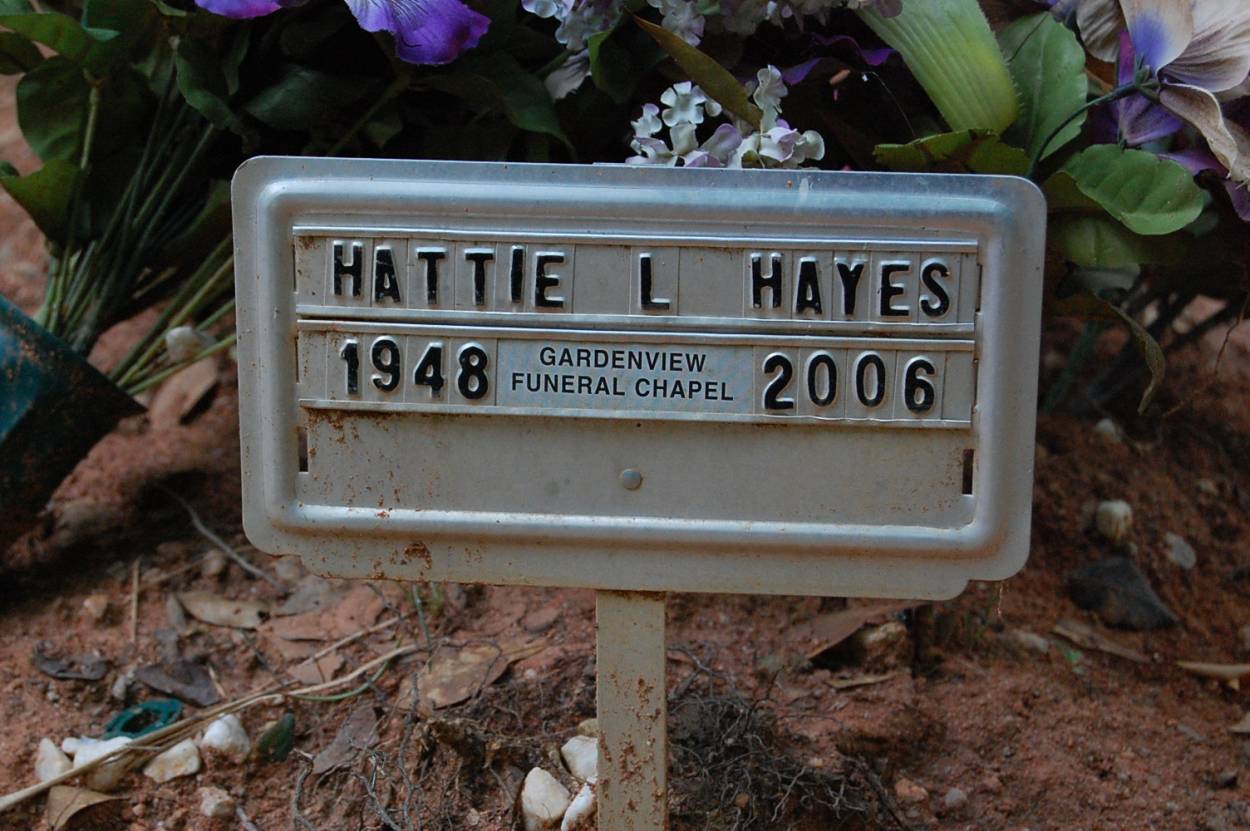 HATTIE L HAYES
1948 GARDENVIEW FUNERAL CHAPEL 2006